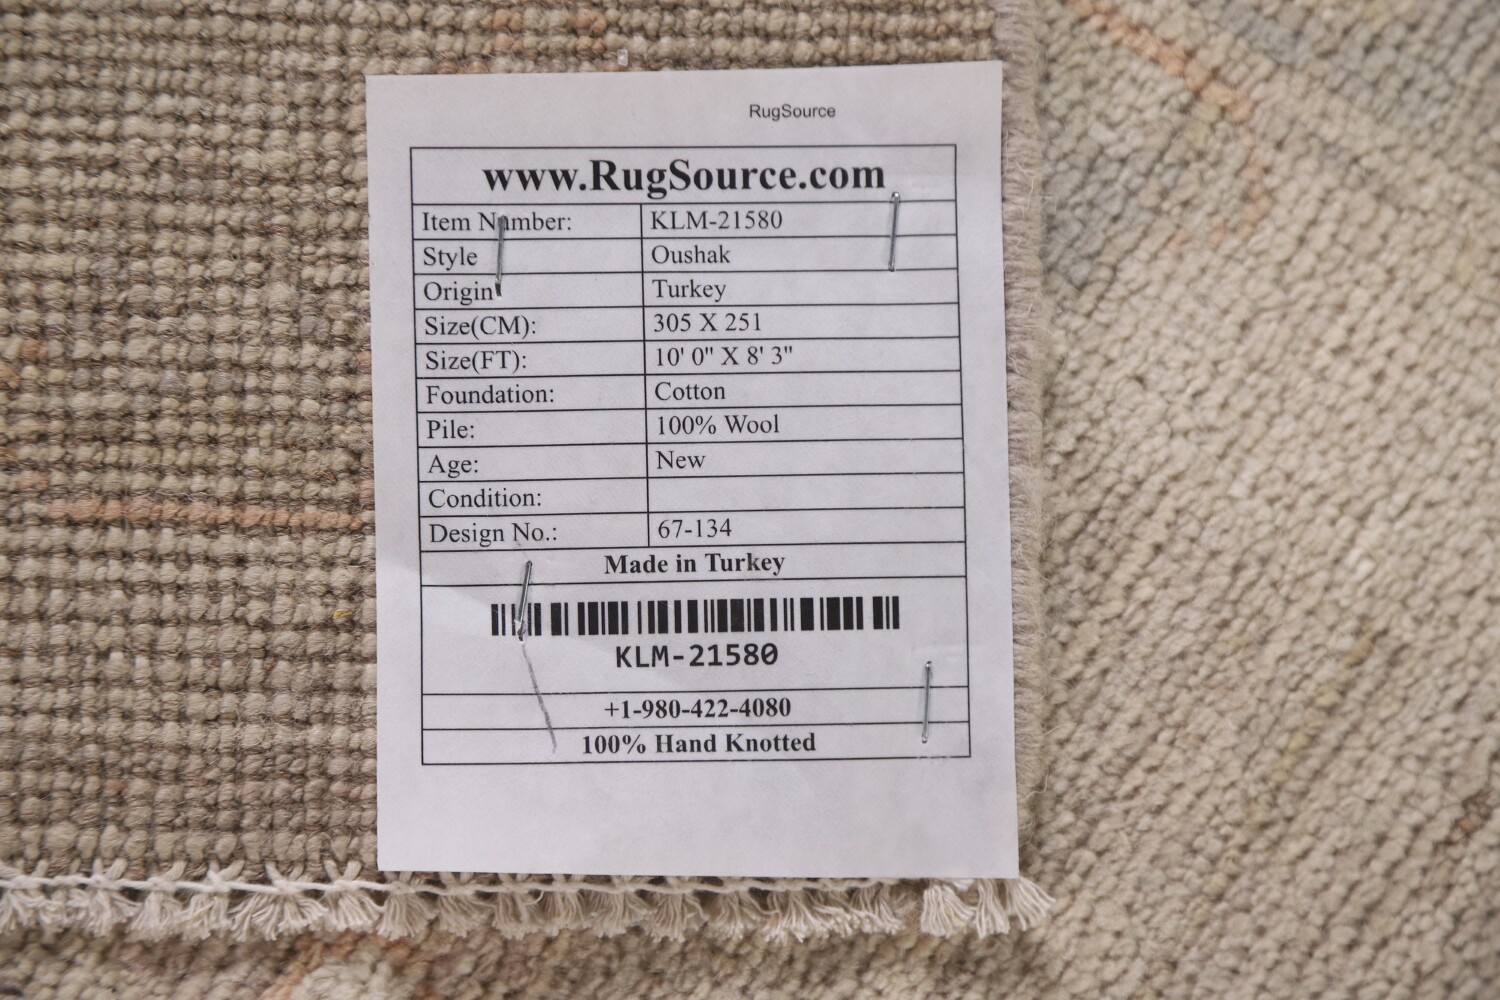 RugSource
www.RugSource.com
Item Number: KLM-21580
Style Oushak
Origin Turkey
Size(CM): 305 X 251
Size(FT): 10' 0" X 8' 3"
Foundation: Cotton
Pile: 100% Wool
Age: New
Condition:
Design No.: 67-134
Made in Turkey
KLM-21580
+1-980-422-4080
100% Hand Knotted